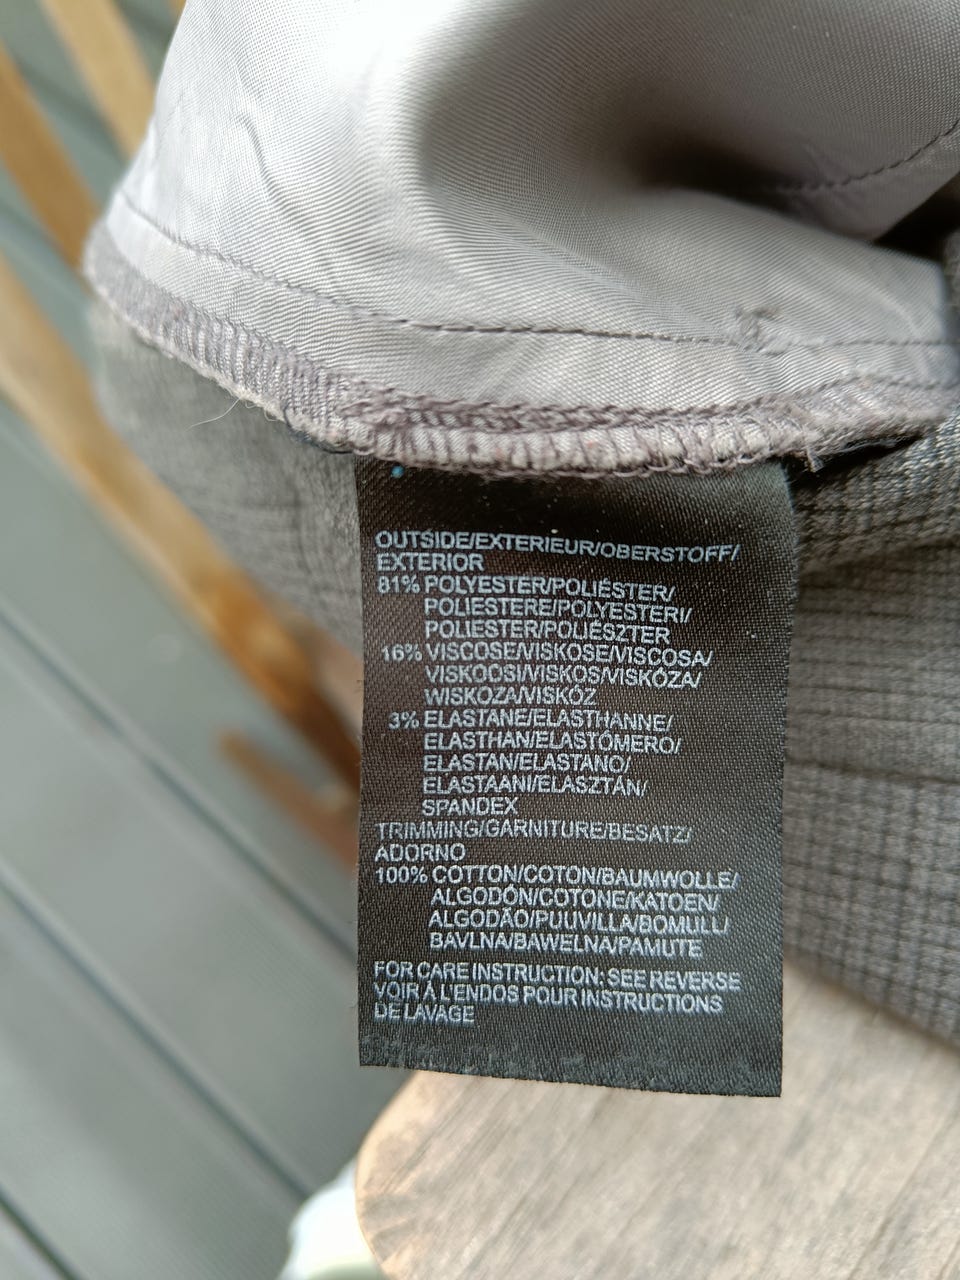 OUTSIDE/EXTERIEUR/OBERSTOFF/
EXTERIOR
81% POLYESTER/POLIÉSTER/
POLIESTERE/POLYESTERI/
POLIESTER/POLIÉSZTER
16% VISCOSE/VISKOSE/VISCOSA/
VISKOOSI/VISKOS/VISKÓZA/
WISKOZA/VISKÓZ
3% ELASTANE/ELASTHANNE/
ELASTHAN/ELASTÓMERO/
ELASTAN/ELASTANO/
ELASTAANI/ELASZTÁN/
SPANDEX
TRIMMING/GARNITURE/BESATZ/
ADORNO
100% COTTON/COTON/BAUMWOLLE/
ALGODÓN/COTONE/KATOEN/
ALGODÃO/PUUVILLA/BOMULL/
BAVLNA/BAWELNA/PAMUTE
FOR CARE INSTRUCTION: SEE REVERSE
VOIR À L'ENDOS POUR INSTRUCTIONS
DE LAVAGE